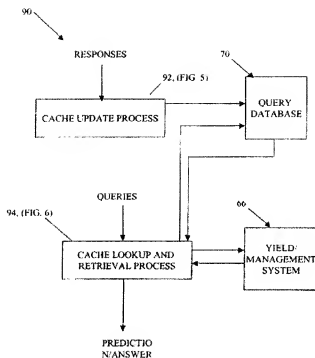 90
RESPONSES
92, (FIG 5)
70
CACHE UPDATE PROCESS
QUERY
DATABASE
QUERIES
94, (FIG. 6)
66
CACHE LOOKUP AND
RETRIEVAL PROCESS
YIELD/
MANAGEMENT
SYSTEM
PREDICTIO
N/ANSWER